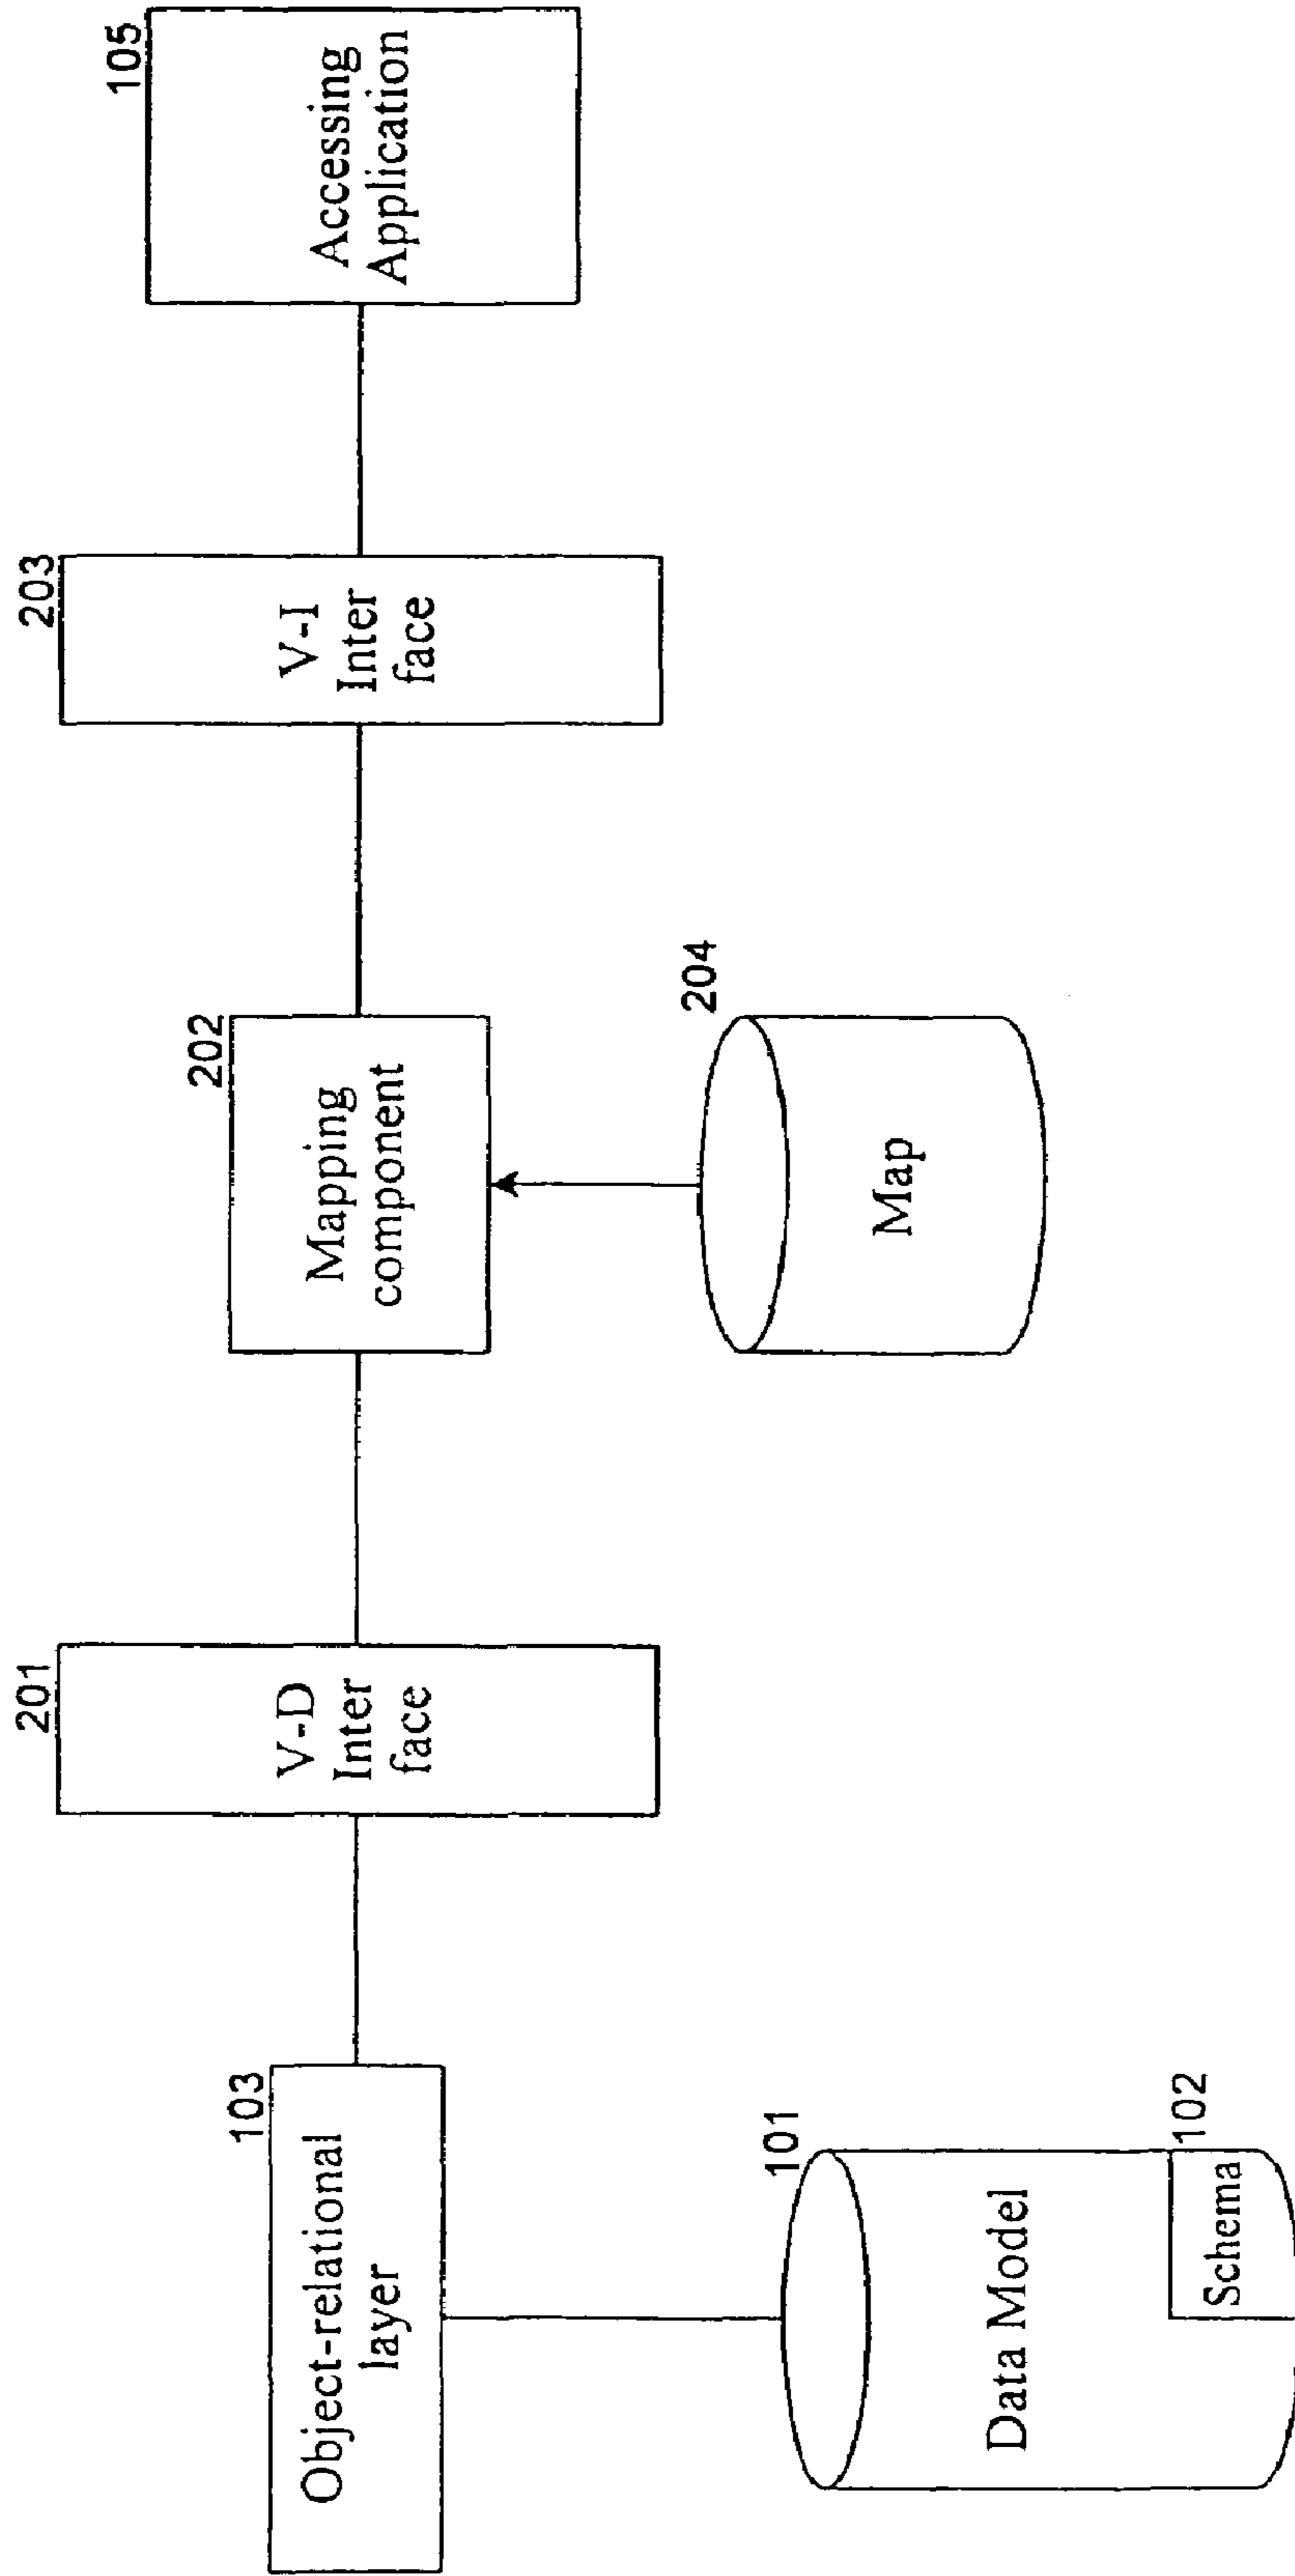 103
Object-relational
layer
101
Data Model
102
Schema
201
V-D
Inter
face
202
Mapping
component
204
Map
203
V-I
Inter
face
105
Accessing
Application